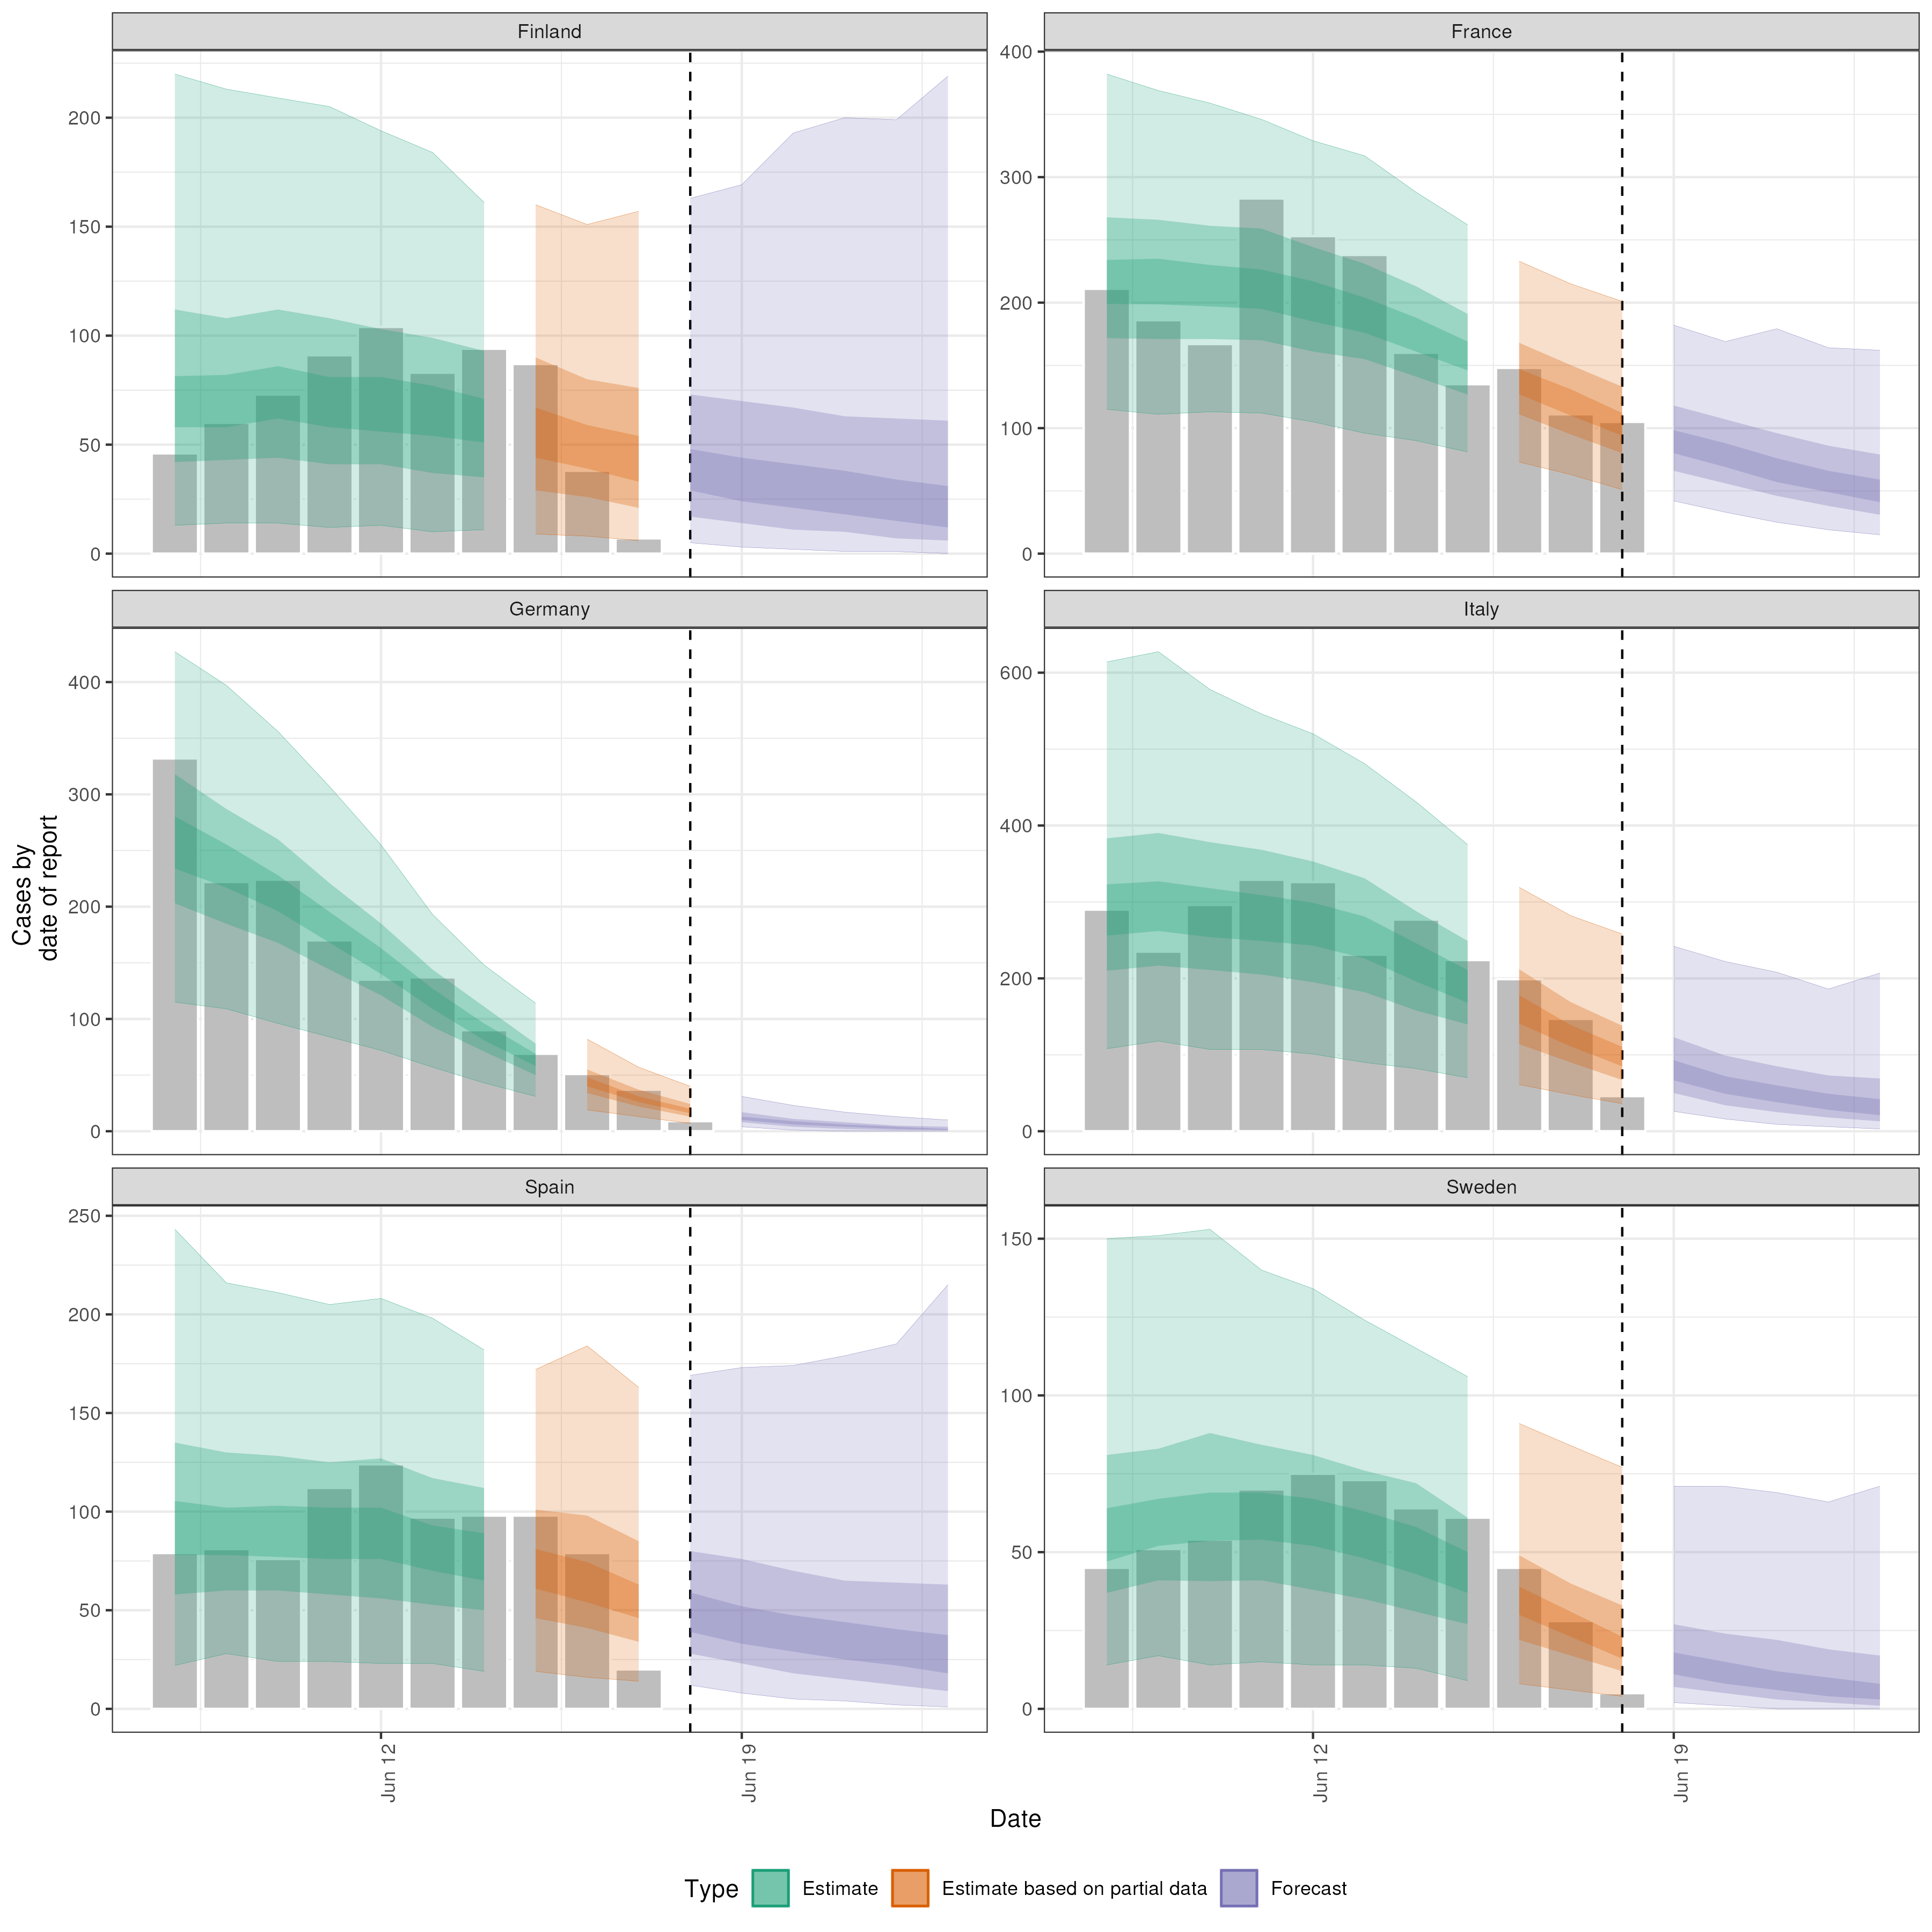 Finland
France
200
150
100
50
0
400
300
200
100
0
Germany
Italy
400
300
200
100
0
600
400
200
0
Spain
Sweden
250
200
150
100
50
0
150
100
50
0
Cases by
date of report
Jun 12
Jun 19
Jun 12
Jun 19
Date
Type Estimate Estimate based on partial data Forecast